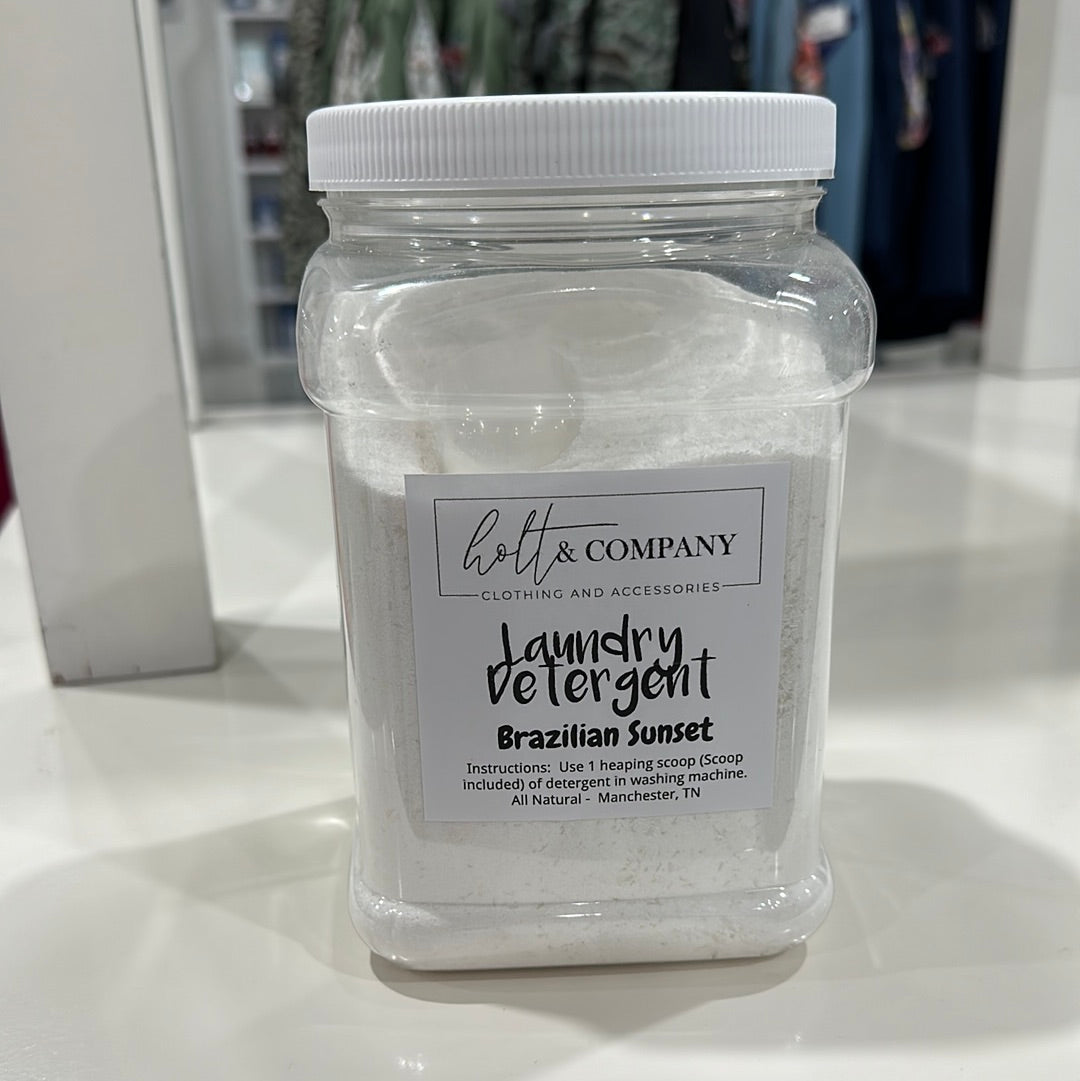 holt & COMPANY
CLOTHING AND ACCESSORIES
Laundry
Detergent
Brazilian Sunset
Instructions: Use 1 heaping scoop (Scoop
included) of detergent in washing machine.
All Natural - Manchester, TN